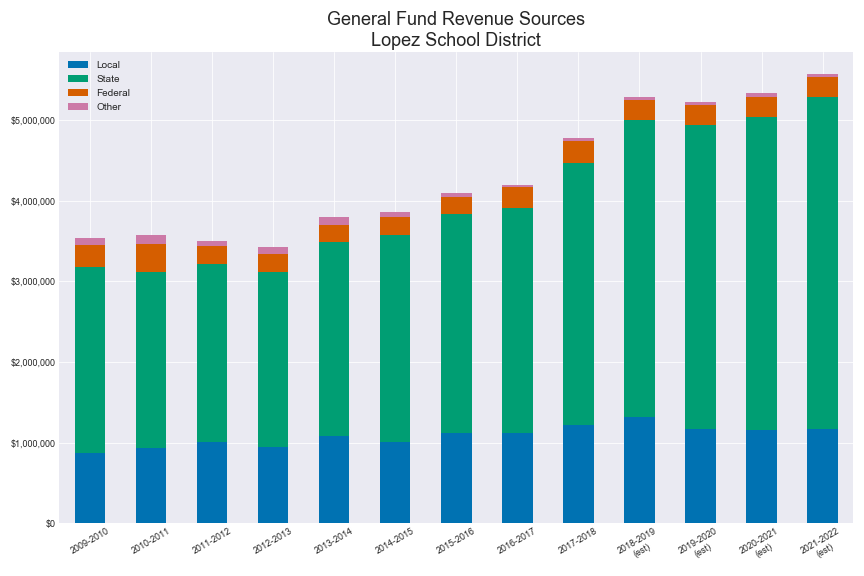 General Fund Revenue Sources
Lopez School District
Local
State
Federal
Other
$5,000,000
$4,000,000
$3,000,000
$2,000,000
$1,000,000
$0
2009-2010
2010-2011
2011-2012
2012-2013
2013-2014
2014-2015
2015-2016
2016-2017
2017-2018
2018-2019
(est)
2019-2020
(est)
2020-2021
(est)
2021-2022
(est)